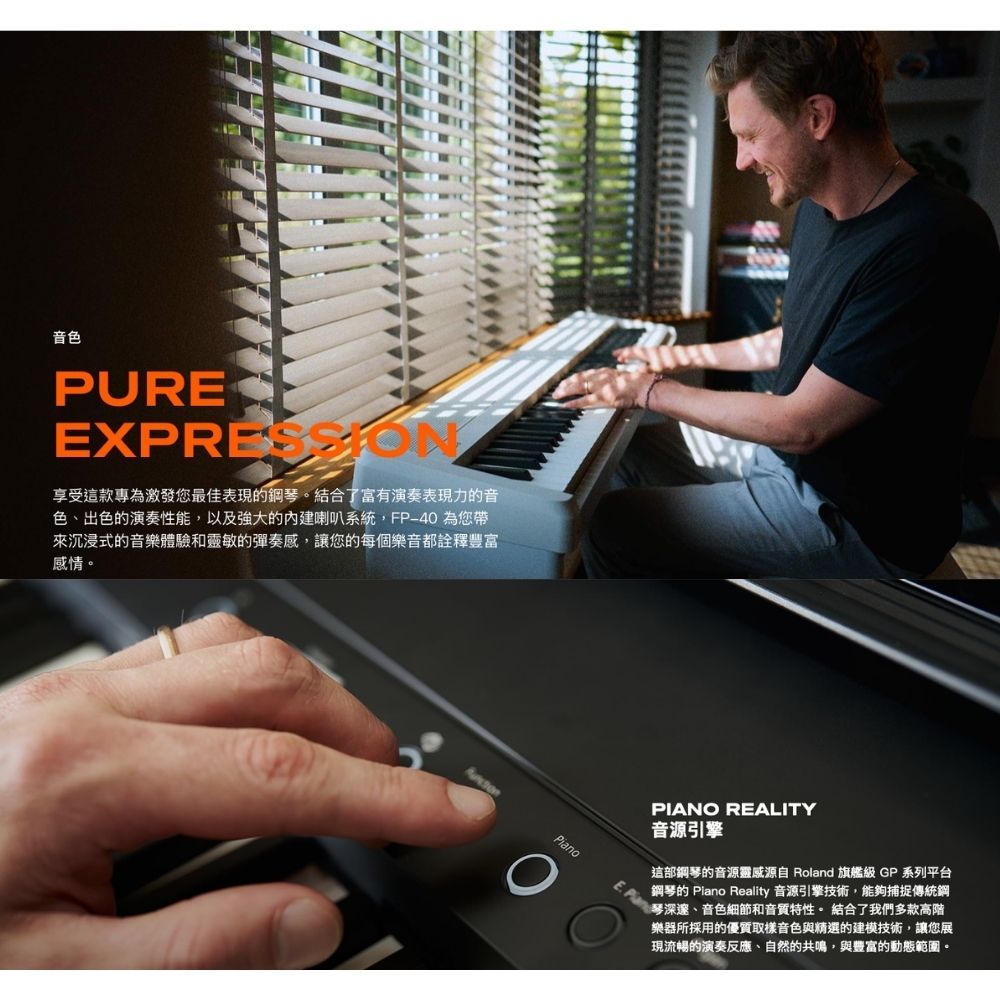 音色
PURE
EXPRESSION
享受這款專為激發您最佳表現的鋼琴。結合了富有演奏表現力的音
色、出色的演奏性能，以及強大的內建喇叭系統，FP-40 為您帶
來沉浸式的音樂體驗和靈敏的彈奏感，讓您的每個樂音都詮釋豐富
感情。
Function
Piano
E. Piano
PIANO REALITY
音源引擎
這部鋼琴的音源靈感源自 Roland 旗艦級 GP 系列平台
鋼琴的 Piano Reality 音源引擎技術，能夠捕捉傳統鋼
琴深邃、音色細節和音質特性。 結合了我們多款高階
樂器所採用的優質取樣音色與精選的建模技術，讓您展
現流暢的演奏反應、自然的共鳴，與豐富的動態範圍。